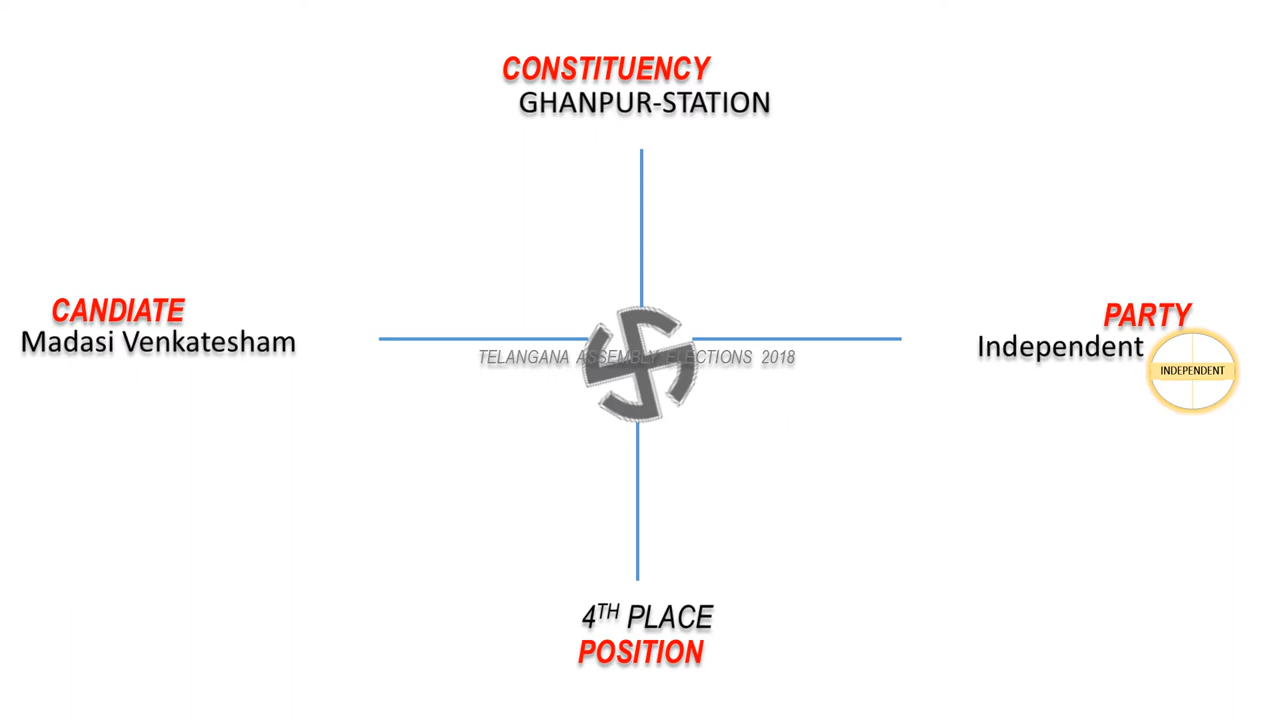 CONSTITUENCY
GHANPUR-STATION
CANDIATE
Madasi Venkatesham
PARTY
Independent
INDEPENDENT
TELANGANA ASSEMBLY ELECTIONS 2018
4TH PLACE
POSITION